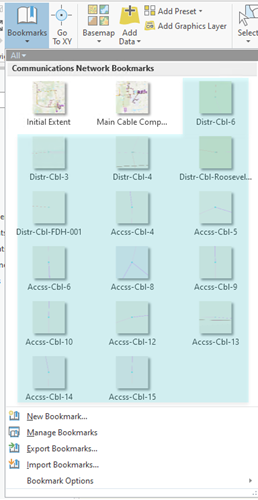 Bookmarks
Go To XY
Basemap
Add Data
Add Preset
Add Graphics Layer
Select
All
Communications Network Bookmarks
Initial Extent
Main Cable Comp...
Distr-Cbl-6
Distr-Cbl-3
Distr-Cbl-4
Distr-Cbl-Roosevel...
Distr-Cbl-FDH-001
Accss-Cbl-4
Accss-Cbl-5
Accss-Cbl-6
Accss-Cbl-8
Accss-Cbl-9
Accss-Cbl-10
Accss-Cbl-12
Accss-Cbl-13
Accss-Cbl-14
Accss-Cbl-15
New Bookmark...
Manage Bookmarks
Export Bookmarks...
Import Bookmarks...
Bookmark Options